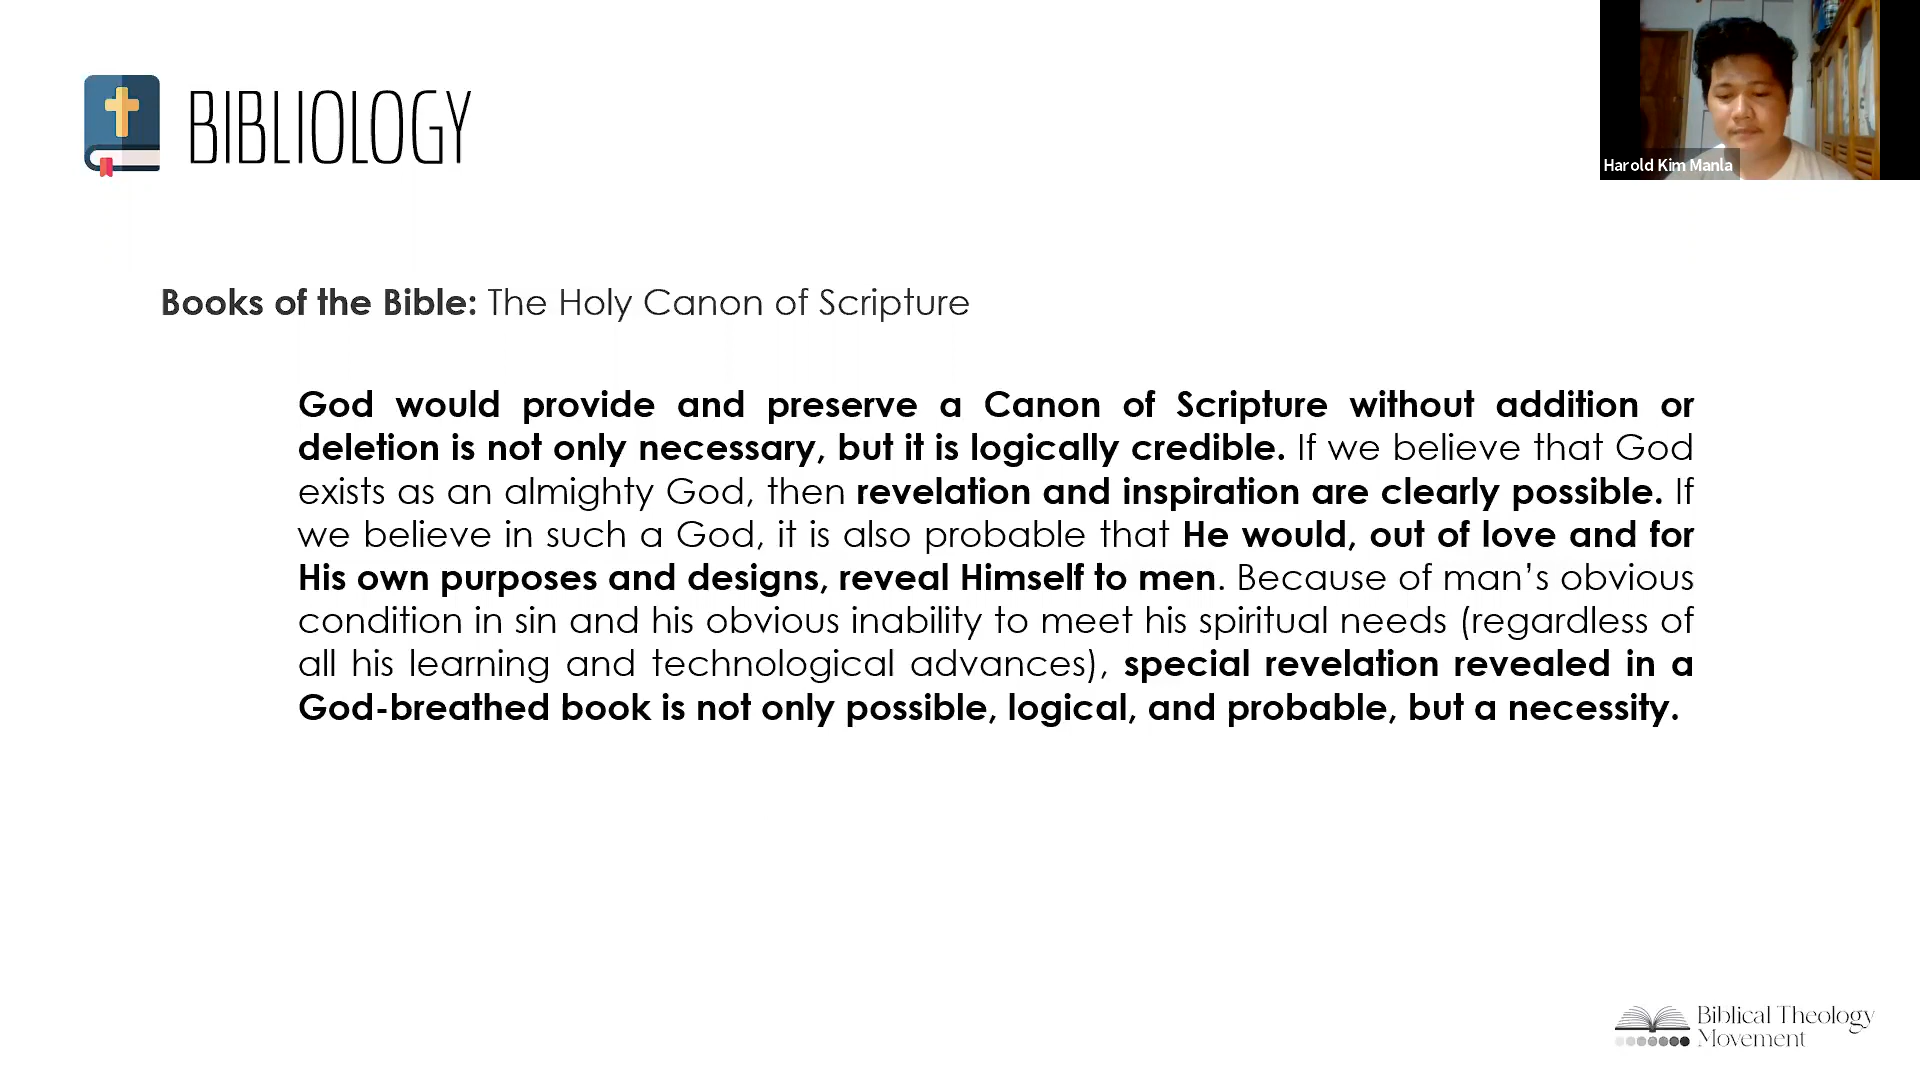 BIBLIOLOGY
Harold Kim Manla
Books of the Bible: The Holy Canon of Scripture
God would provide and preserve a Canon of Scripture without addition or
deletion is not only necessary, but it is logically credible. If we believe that God
exists as an almighty God, then revelation and inspiration are clearly possible. If
we believe in such a God, it is also probable that He would, out of love and for
His own purposes and designs, reveal Himself to men. Because of man’s obvious
condition in sin and his obvious inability to meet his spiritual needs (regardless of
all his learning and technological advances), special revelation revealed in a
God-breathed book is not only possible, logical, and probable, but a necessity.
Biblical Theology
Movement